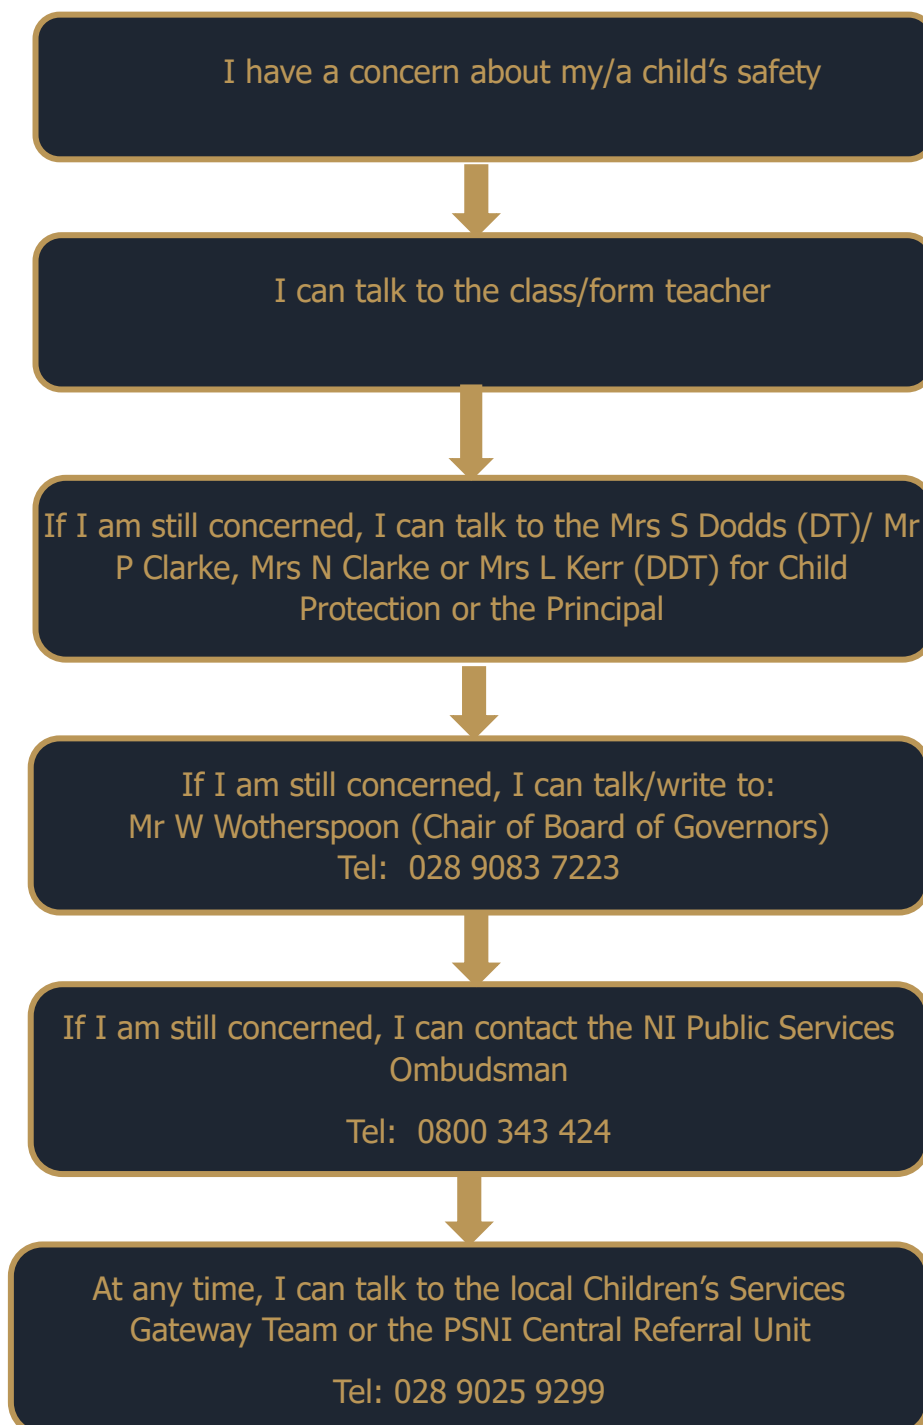 I have a concern about my/a child’s safety
I can talk to the class/form teacher
If I am still concerned, I can talk to the Mrs S Dodds (DT)/ Mr
P Clarke, Mrs N Clarke or Mrs L Kerr (DDT) for Child
Protection or the Principal
If I am still concerned, I can talk/write to:
Mr W Wotherspoon (Chair of Board of Governors)
Tel:  028 9083 7223
If I am still concerned, I can contact the NI Public Services
Ombudsman
Tel:  0800 343 424
At any time, I can talk to the local Children’s Services
Gateway Team or the PSNI Central Referral Unit
Tel: 028 9025 9299